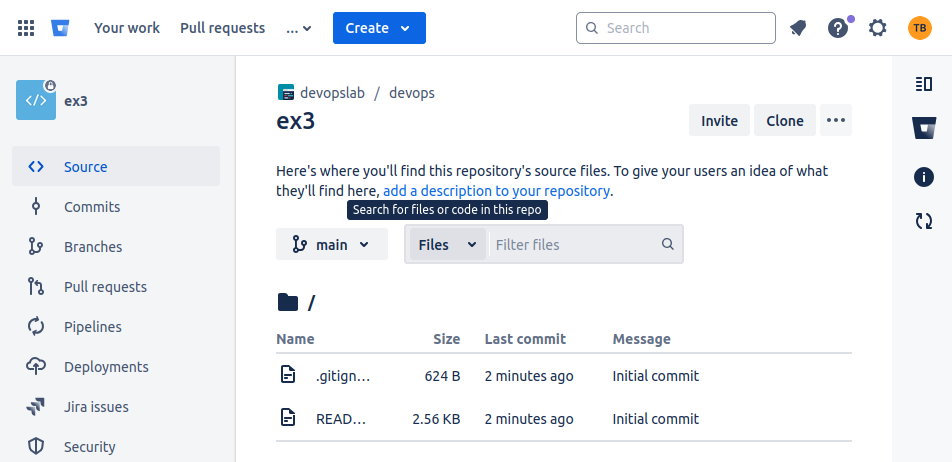 Your work Pull requests ... Create Search TB
ex3
Source
Commits
Branches
Pull requests
Pipelines
Deployments
Jira issues
Security
devopslab / devops
ex3
Invite Clone
Here's where you'll find this repository's source files. To give your users an idea of what
they'll find here, add a description to your repository.
Search for files or code in this repo
main Files Filter files
/
Name Size Last commit Message
.gitign... 624 B 2 minutes ago Initial commit
READ... 2.56 KB 2 minutes ago Initial commit